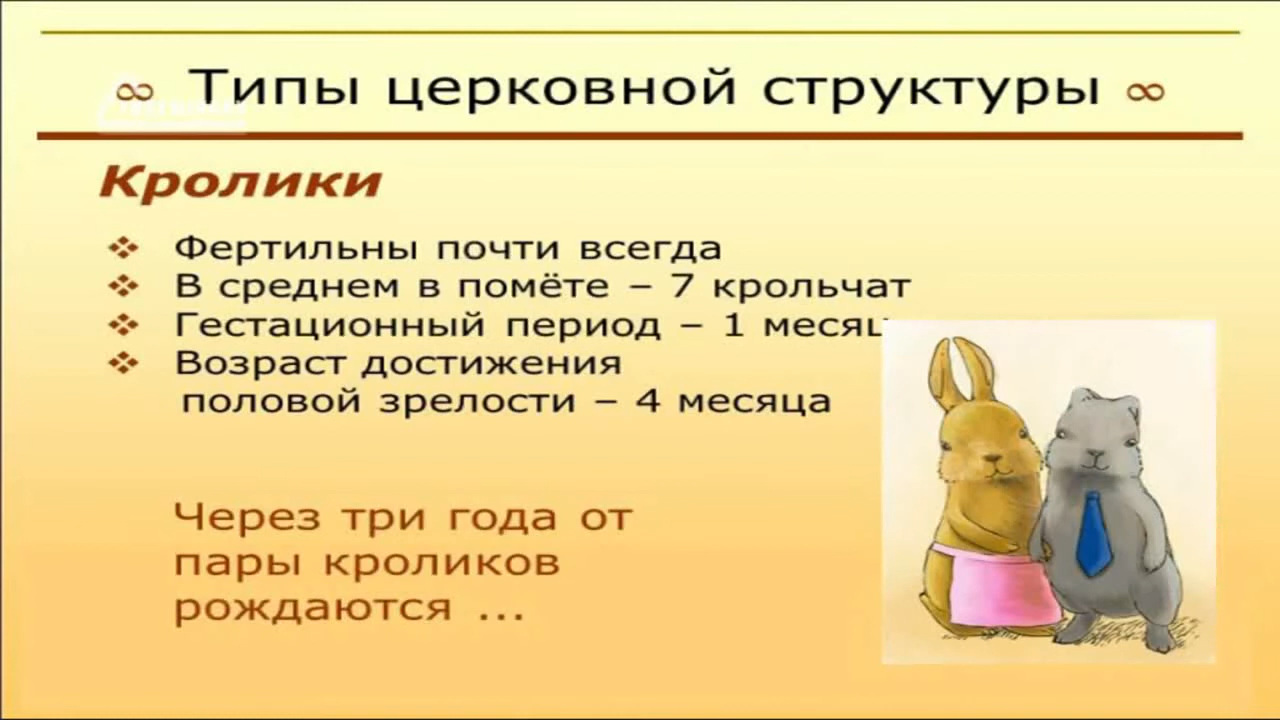 ∞ Типы церковной структуры ∞
Кролики
❖ Фертильны почти всегда
❖ В среднем в помёте – 7 крольчат
❖ Гестационный период – 1 месяц
❖ Возраст достижения
половой зрелости – 4 месяца
Через три года от
пары кроликов
рождаются ...